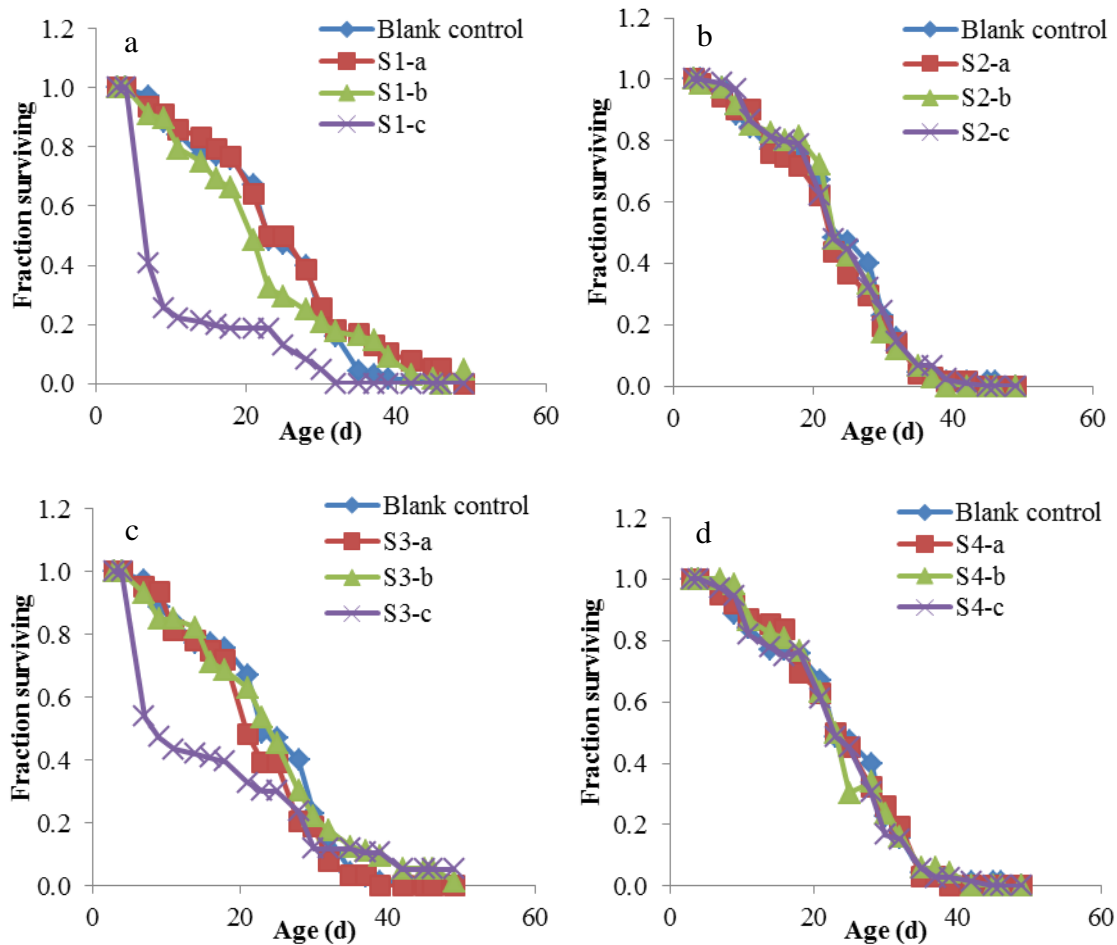 a
Blank control
S1-a
S1-b
S1-c
Fraction surviving
1.2
1.0
0.8
0.6
0.4
0.2
0.0
0 20 40 60
Age (d)
b
Blank control
S2-a
S2-b
S2-c
Fraction surviving
1.2
1.0
0.8
0.6
0.4
0.2
0.0
0 20 40 60
Age (d)
c
Blank control
S3-a
S3-b
S3-c
Fraction surviving
1.2
1.0
0.8
0.6
0.4
0.2
0.0
0 20 40 60
Age (d)
d
Blank control
S4-a
S4-b
S4-c
Fraction surviving
1.2
1.0
0.8
0.6
0.4
0.2
0.0
0 20 40 60
Age (d)